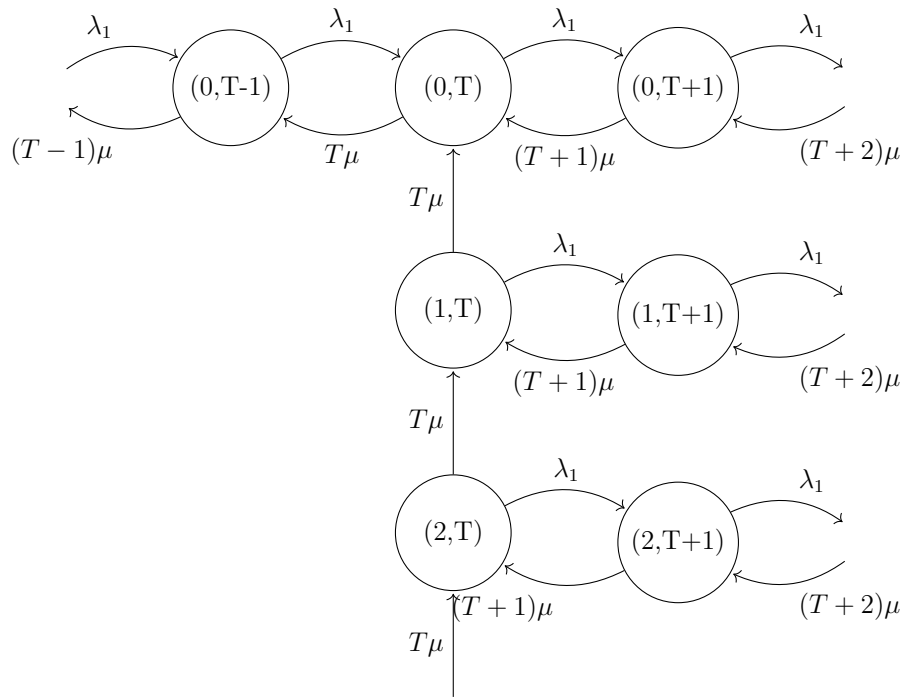 λ₁ λ₁ λ₁ λ₁
(0,T-1) (0,T) (0,T+1)
(T − 1)μ Tμ (T + 1)μ (T + 2)μ
Tμ
λ₁ λ₁
(1,T) (1,T+1)
(T + 1)μ (T + 2)μ
Tμ
λ₁ λ₁
(2,T) (2,T+1)
(T + 1)μ (T + 2)μ
Tμ